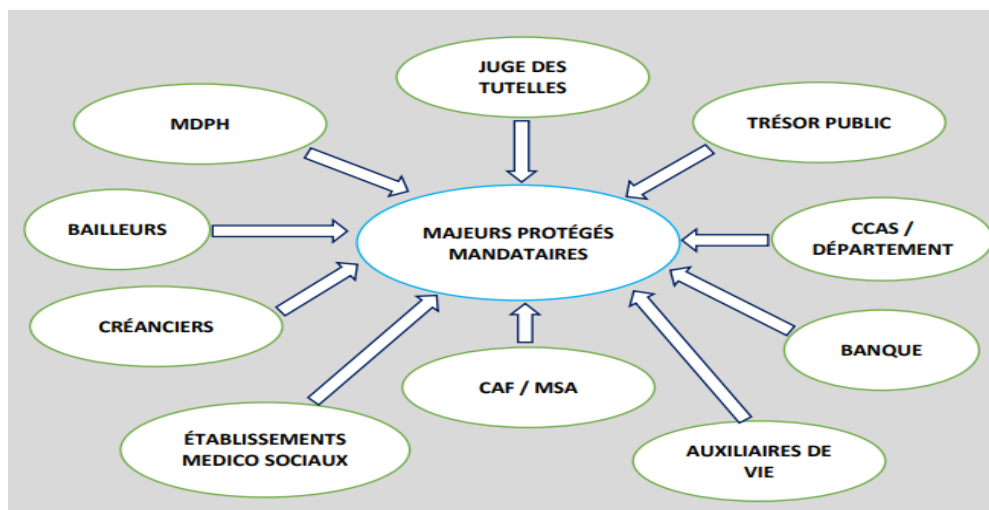 JUGE DES
TUTELLES
MDPH
TRÉSOR PUBLIC
BAILLEURS
MAJEURS PROTÉGÉS
MANDATAIRES
CCAS /
DÉPARTEMENT
CRÉANCIERS
BANQUE
CAF / MSA
ÉTABLISSEMENTS
MEDICO SOCIAUX
AUXILIAIRES DE
VIE